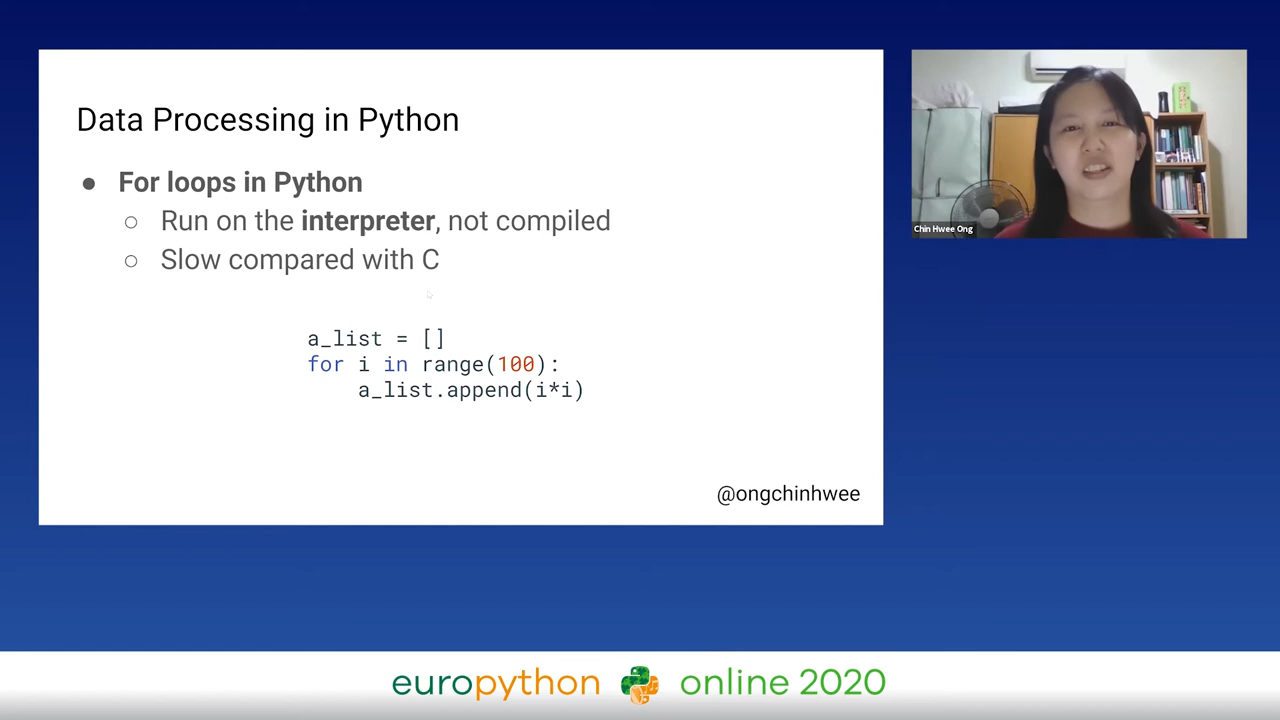 Data Processing in Python
● For loops in Python
○ Run on the interpreter, not compiled
○ Slow compared with C
a_list = []
for i in range(100):
    a_list.append(i*i)
@ongchinhwee
Chin Hwee Ong
europython online 2020